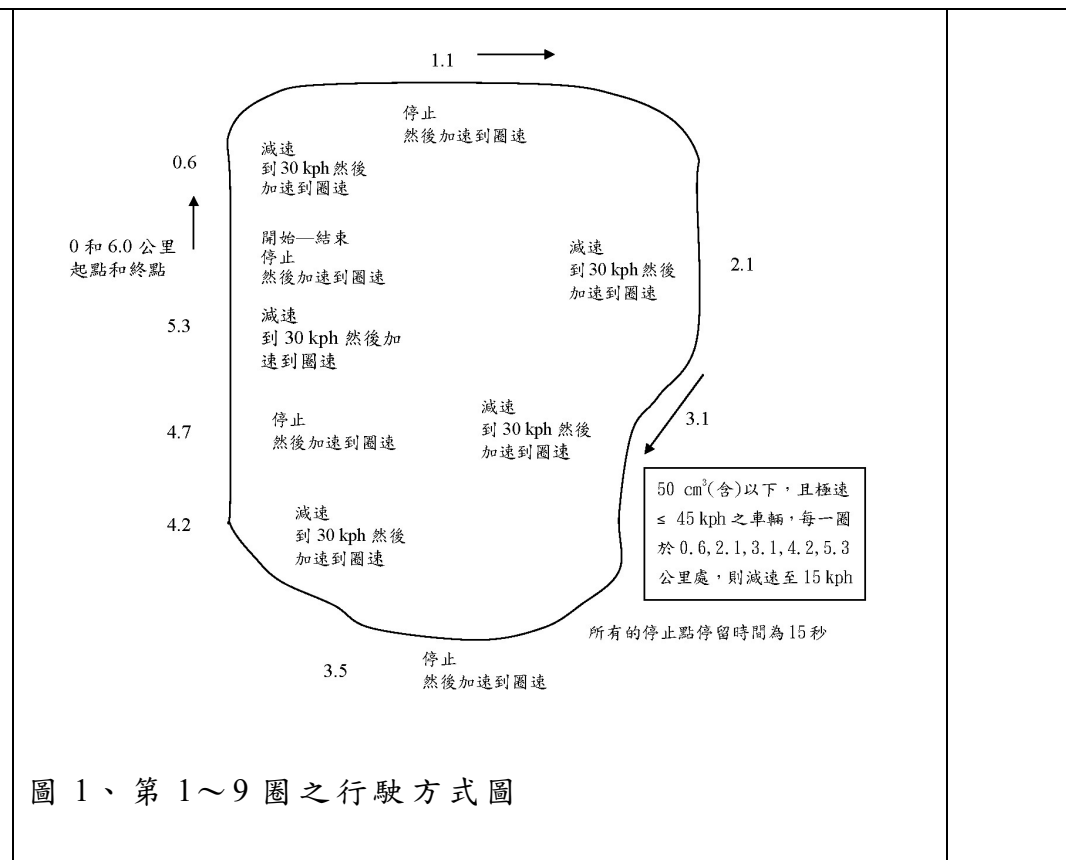 1.1
停止
然後加速到圈速
0.6
減速
到 30 kph 然後
加速到圈速
0 和 6.0 公里
起點和終點
開始—結束
停止
然後加速到圈速
減速
到 30 kph 然後
加速到圈速
2.1
5.3
減速
到 30 kph 然後加
速到圈速
4.7
停止
然後加速到圈速
減速
到 30 kph 然後
加速到圈速
3.1
50 cm³(含)以下，且極速
≤ 45 kph 之車輛，每一圈
於 0.6, 2.1, 3.1, 4.2, 5.3
公里處，則減速至 15 kph
4.2
減速
到 30 kph 然後
加速到圈速
所有的停止點停留時間為 15 秒
3.5
停止
然後加速到圈速
圖 1、第 1～9 圈之行駛方式圖